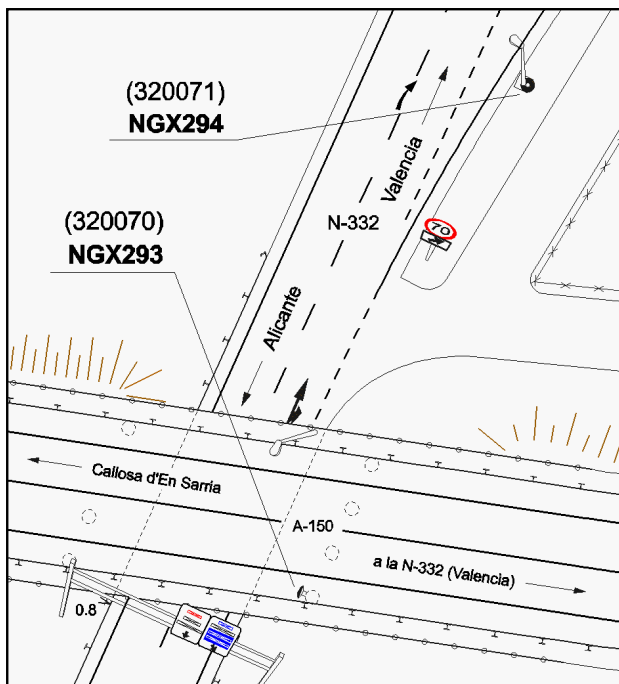 (320071)
NGX294
Valencia
(320070)
NGX293
N-332
70
Alicante
Callosa d'En Sarria
A-150
a la N-332 (Valencia)
0.8